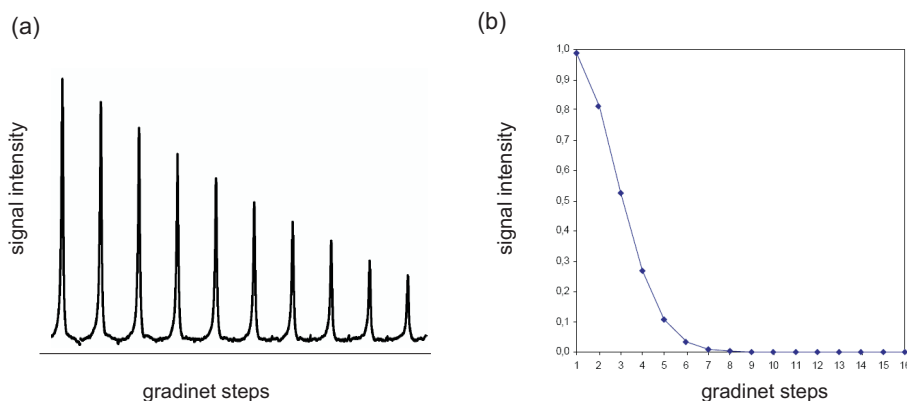 (a)
signal intensity
gradinet steps
(b)
signal intensity
1,0
0,9
0,8
0,7
0,6
0,5
0,4
0,3
0,2
0,1
0,0
1 2 3 4 5 6 7 8 9 10 11 12 13 14 15 16
gradinet steps